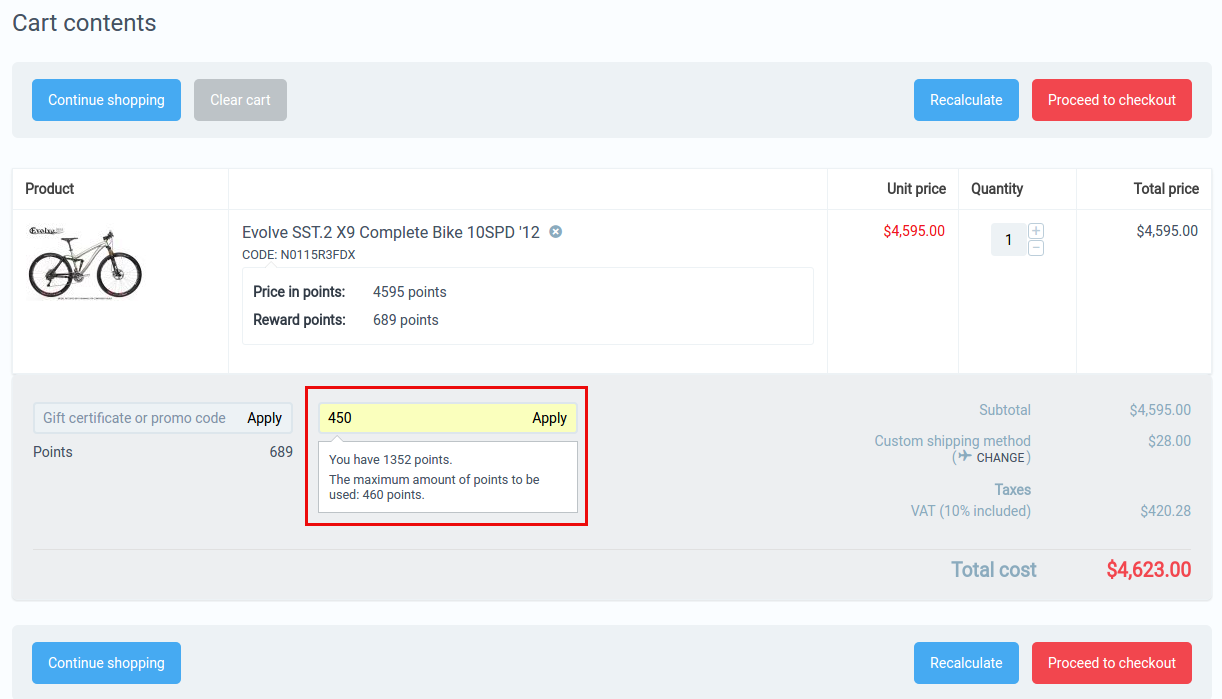 Cart contents
Continue shopping
Clear cart
Recalculate
Proceed to checkout
Product
Unit price
Quantity
Total price
Evolve
Evolve SST.2 X9 Complete Bike 10SPD '12
CODE: N0115R3FDX
Price in points: 4595 points
Reward points: 689 points
$4,595.00
1
+
−
$4,595.00
Gift certificate or promo code Apply
Points 689
450 Apply
You have 1352 points.
The maximum amount of points to be
used: 460 points.
Subtotal $4,595.00
Custom shipping method $28.00
( CHANGE )
Taxes
VAT (10% included) $420.28
Total cost $4,623.00
Continue shopping
Recalculate
Proceed to checkout